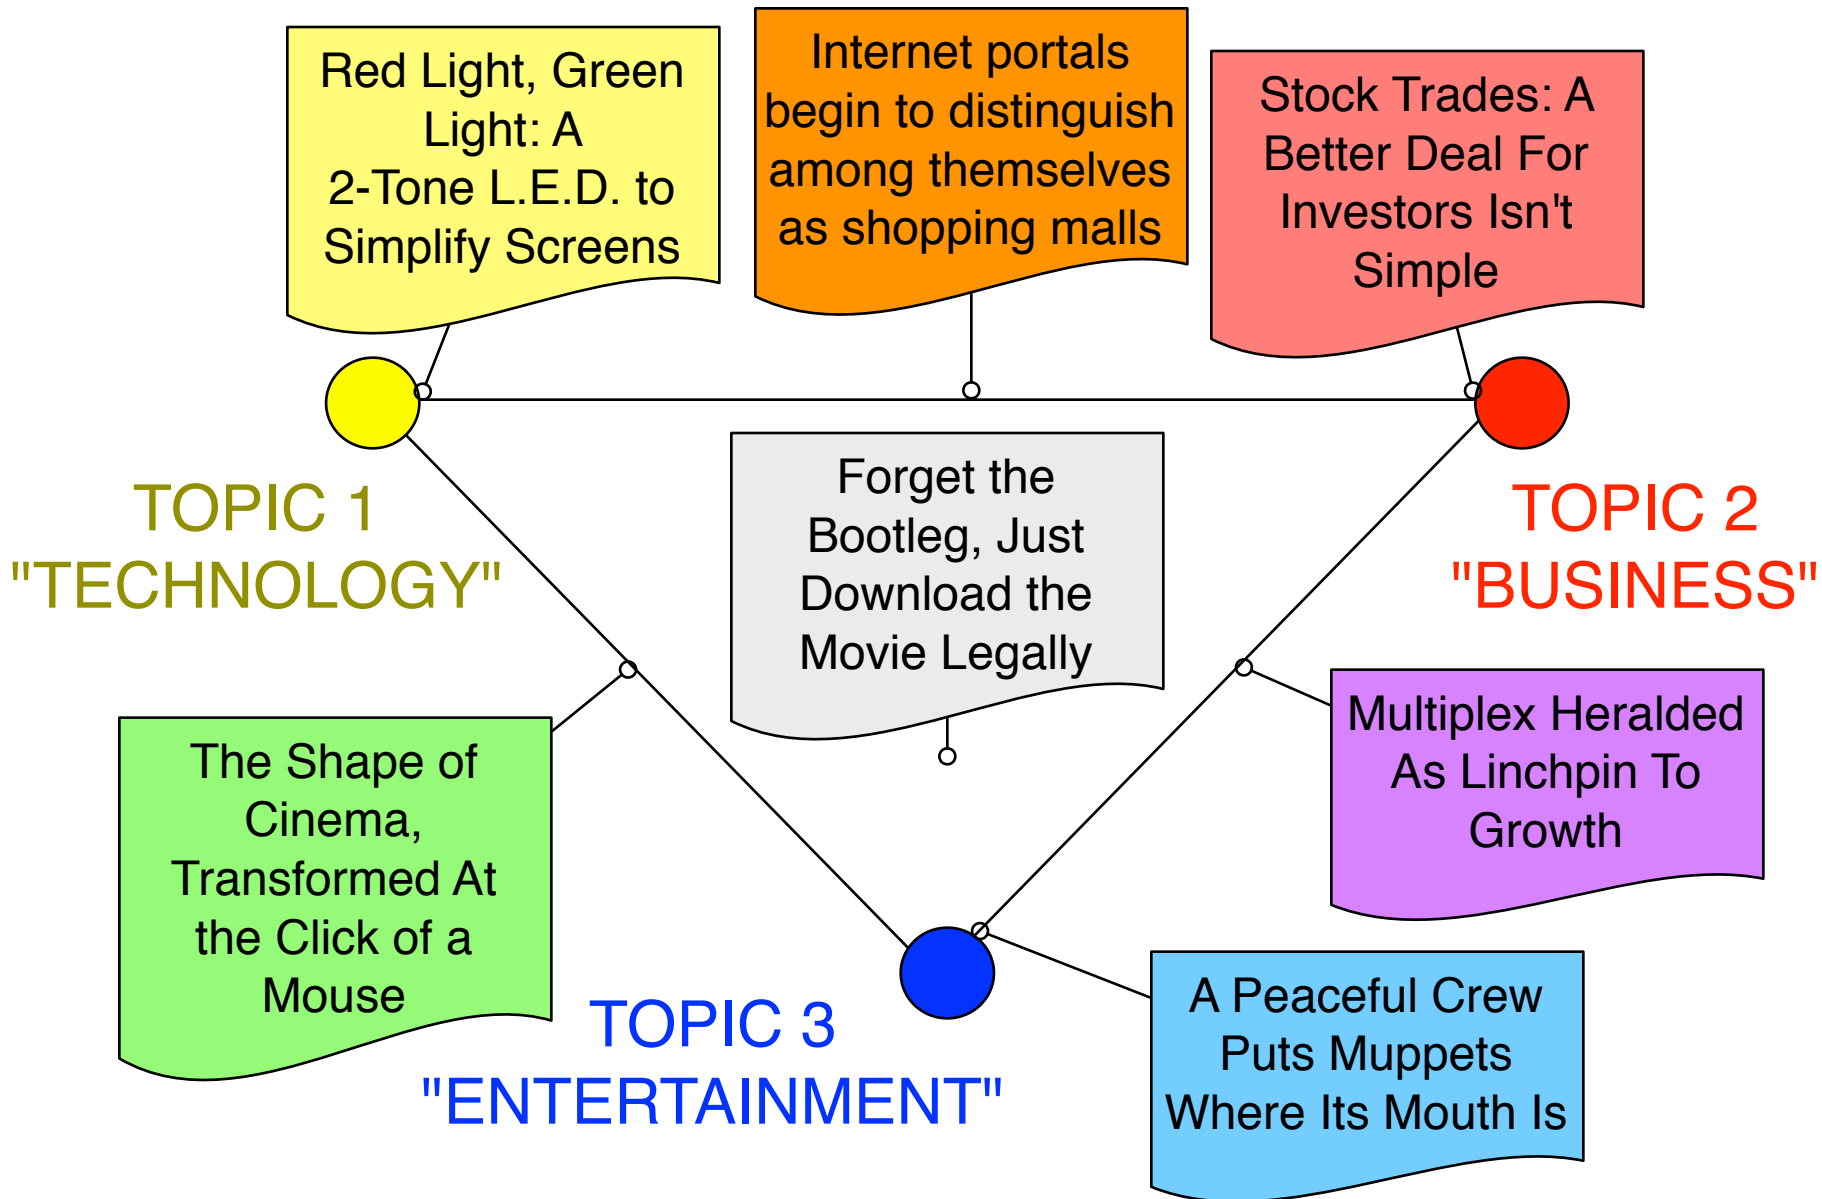 Red Light, Green
Light: A
2-Tone L.E.D. to
Simplify Screens
Internet portals
begin to distinguish
among themselves
as shopping malls
Stock Trades: A
Better Deal For
Investors Isn't
Simple
TOPIC 1
"TECHNOLOGY"
Forget the
Bootleg, Just
Download the
Movie Legally
TOPIC 2
"BUSINESS"
The Shape of
Cinema,
Transformed At
the Click of a
Mouse
Multiplex Heralded
As Linchpin To
Growth
TOPIC 3
"ENTERTAINMENT"
A Peaceful Crew
Puts Muppets
Where Its Mouth Is